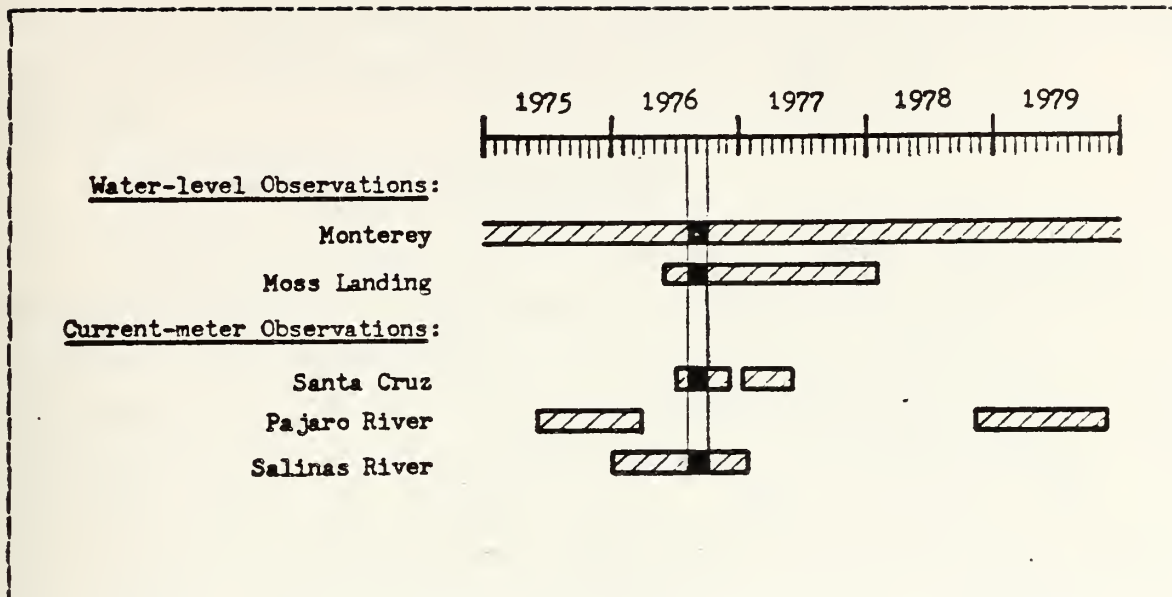 1975 1976 1977 1978 1979
Water-level Observations:
Monterey
Moss Landing
Current-meter Observations:
Santa Cruz
Pajaro River
Salinas River